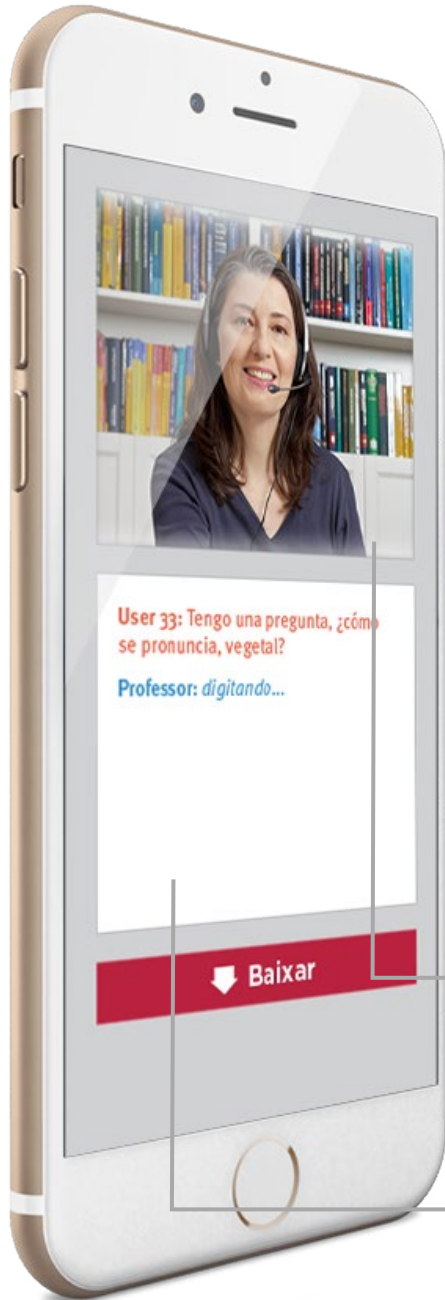 User 33: Tengo una pregunta, ¿cómo
se pronuncia, vegetal?
Professor: digitando...
Baixar